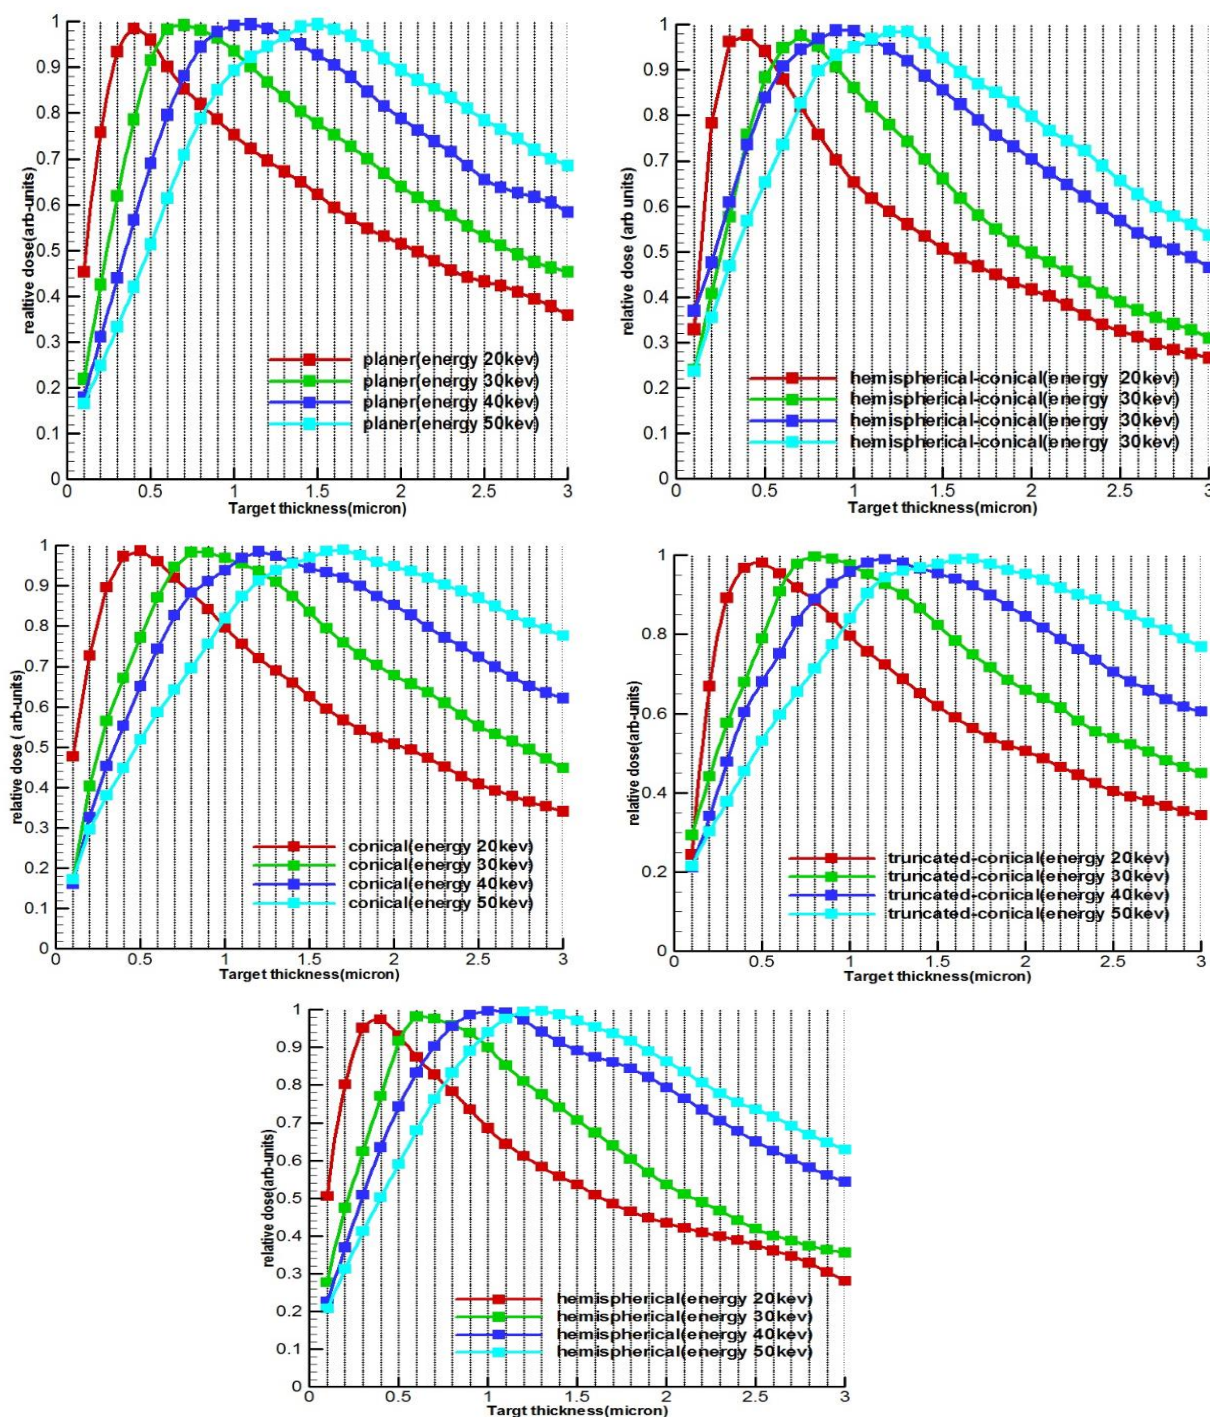 1
0.9
0.8
0.7
0.6
0.5
0.4
0.3
0.2
0.1
0
realtive dose(arb-units)
planer(energy 20kev)
planer(energy 30kev)
planer(energy 40kev)
planer(energy 50kev)
0 0.5 1 1.5 2 2.5 3
Target thickness(micron)
1
0.9
0.8
0.7
0.6
0.5
0.4
0.3
0.2
0.1
0
relative dose(arb units)
hemispherical-conical(energy 20kev)
hemispherical-conical(energy 30kev)
hemispherical-conical(energy 30kev)
hemispherical-conical(energy 30kev)
0 0.5 1 1.5 2 2.5 3
Target thickness(micron)
1
0.9
0.8
0.7
0.6
0.5
0.4
0.3
0.2
0.1
0
relative dose ( arb-units)
conical(energy 20kev)
conical(energy 30kev)
conical(energy 40kev)
conical(energy 50kev)
0 0.5 1 1.5 2 2.5 3
Target thickness(micron)
1
0.8
0.6
0.4
0.2
0
relative dose(arb-units)
truncated-conical(energy 20kev)
truncated-conical(energy 30kev)
truncated-conical(energy 40kev)
truncated-conical(energy 50kev)
0 0.5 1 1.5 2 2.5 3
Target thickness(micron)
1
0.9
0.8
0.7
0.6
0.5
0.4
0.3
0.2
0.1
0
relative dose(arb-units)
hemispherical(energy 20kev)
hemispherical(energy 30kev)
hemispherical(energy 40kev)
hemispherical(energy 50kev)
0 0.5 1 1.5 2 2.5 3
Targt thickness(micron)